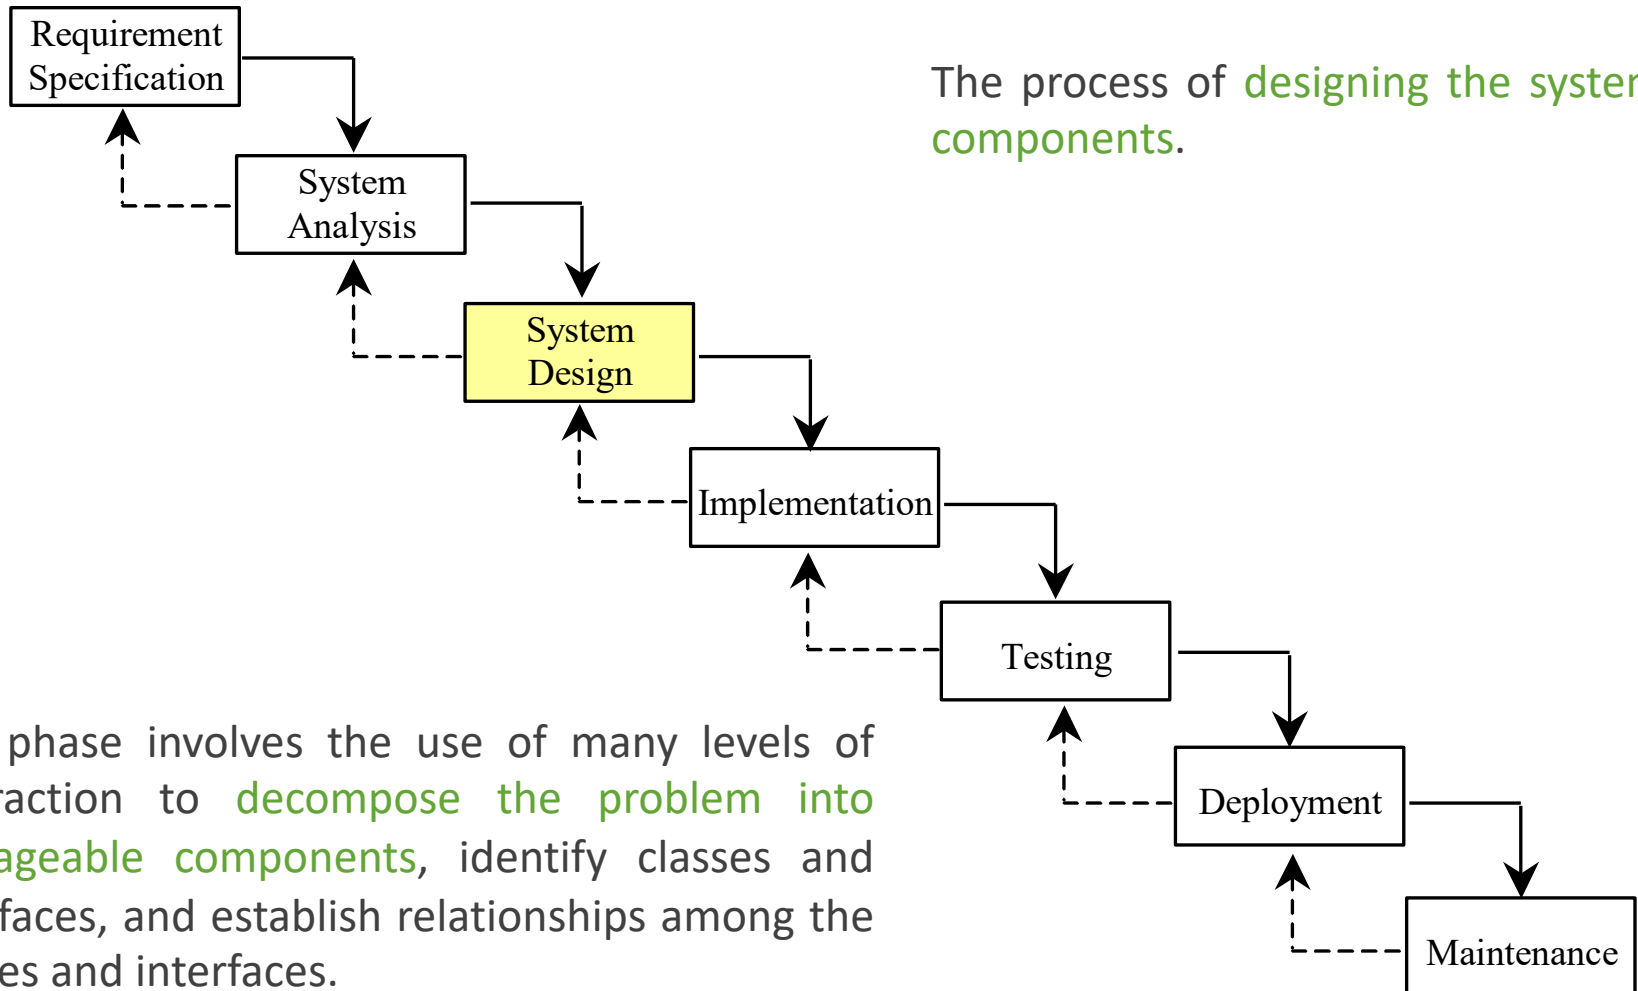 Requirement
Specification
The process of designing the system
components.
System
Analysis
System
Design
Implementation
Testing
phase involves the use of many levels of
raction to decompose the problem into
ageable components, identify classes and
faces, and establish relationships among the
es and interfaces.
Deployment
Maintenance